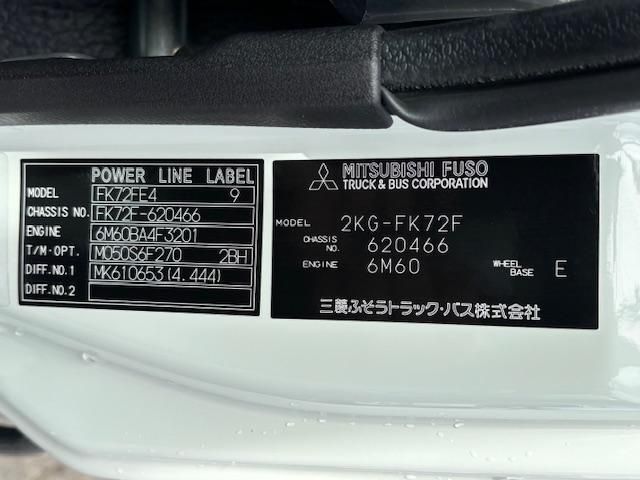 POWER LINE LABEL
MODEL FK72FE4 9
CHASSIS NO. FK72F-620466
ENGINE 6M60BA4F3201
T/M・OPT. M050S6F270 2BH
DIFF.NO.1 MK610653(4.444)
DIFF.NO.2
MITSUBISHI FUSO
TRUCK & BUS CORPORATION
MODEL 2KG-FK72F
CHASSIS 620466
ENGINE 6M60 WHEEL BASE E
三菱ふそうトラック・バス株式会社